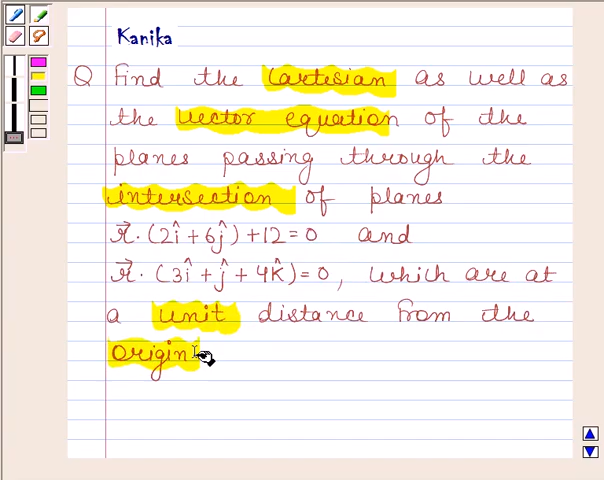 Kanika
Q Find the Cartesian as well as
the vector equation of the
planes passing through the
intersection of planes
r⃗·(2î+6ĵ)+12=0 and
r⃗·(3î+ĵ+4k̂)=0, which are at
a unit distance from the
origin.